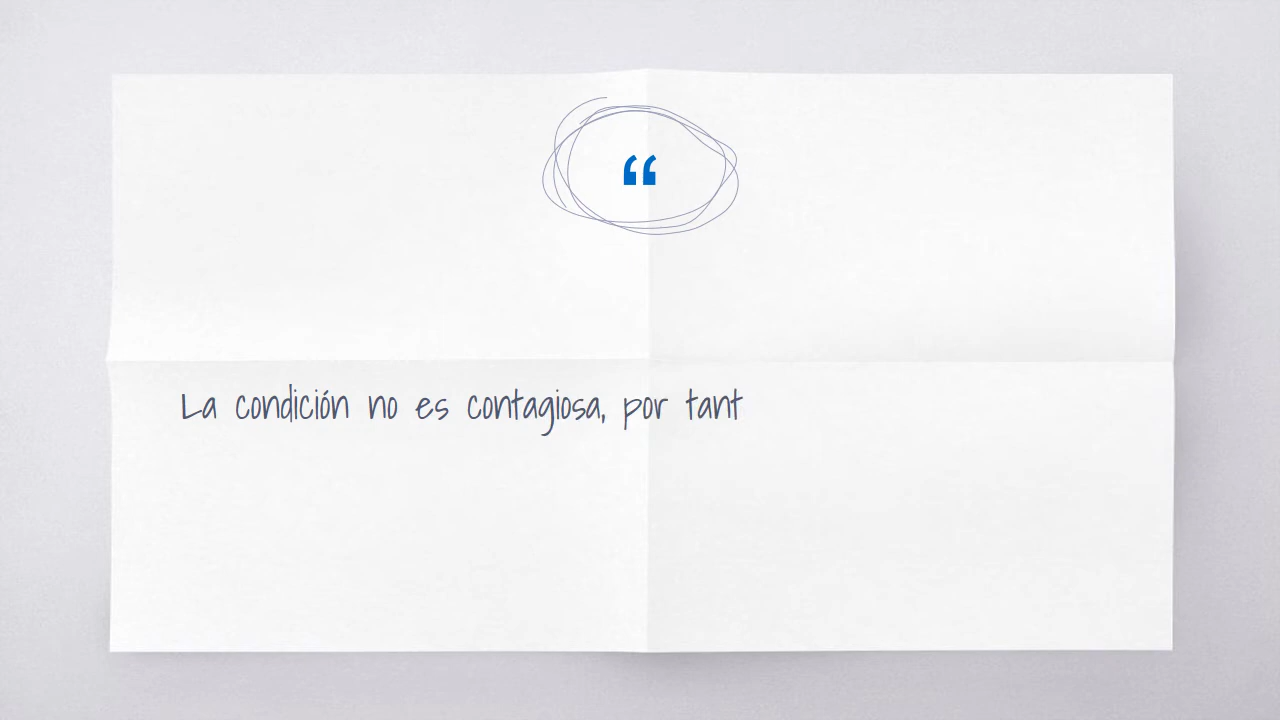 “
La condición no es contagiosa, por tant